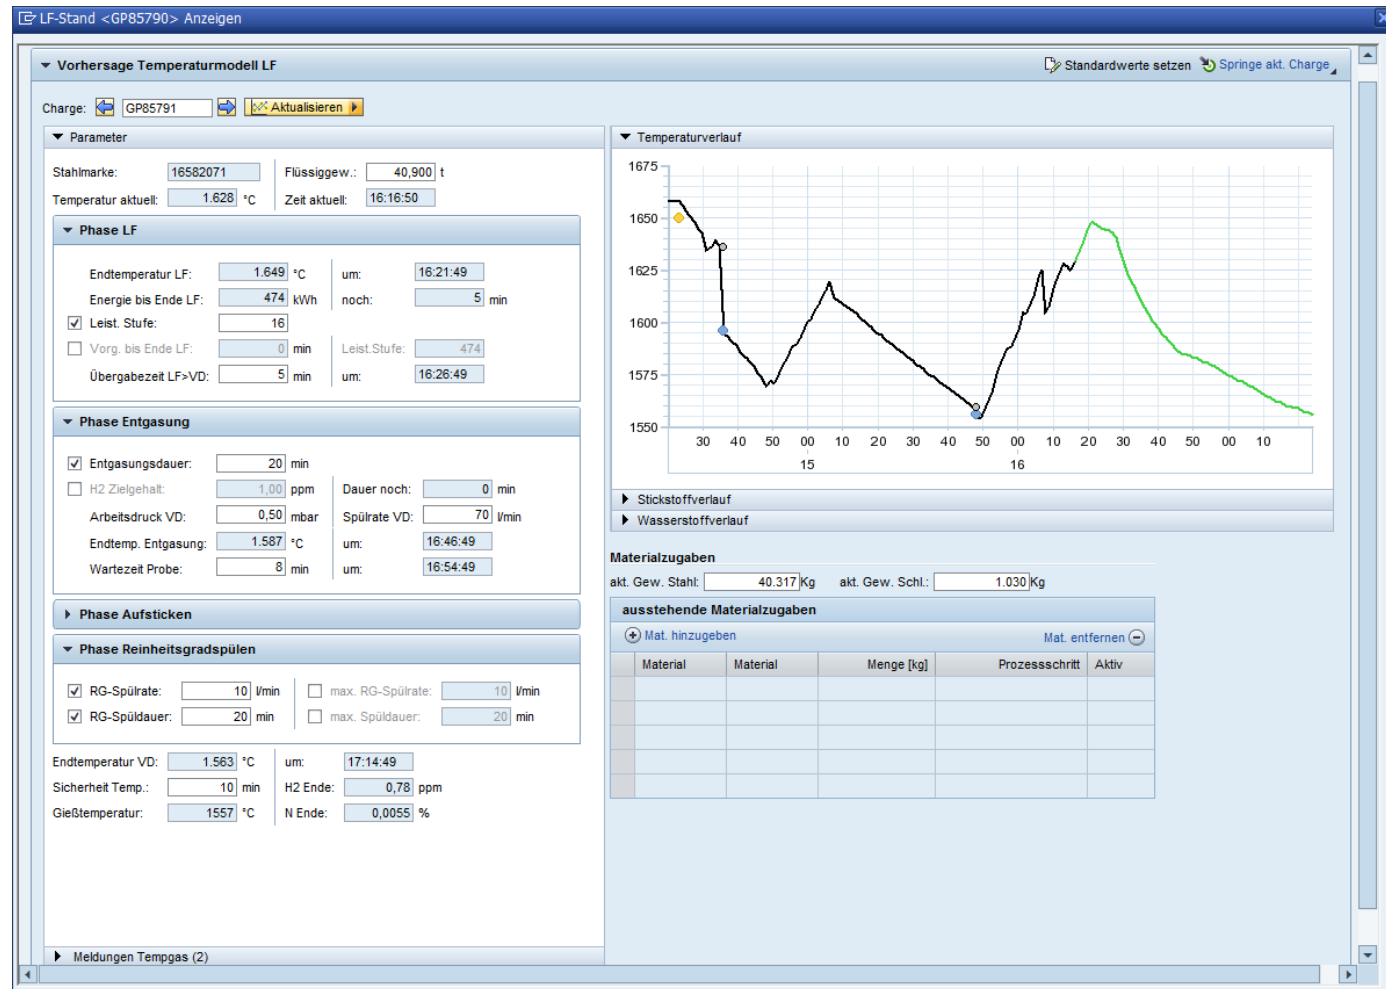 LF-Stand <GP85790> Anzeigen
Vorhersage Temperaturmodell LF
Standardwerte setzen Springe akt. Charge
Charge: GP85791 Aktualisieren
Parameter
Stahlmarke: 16582071 Flüssiggew.: 40,900 t
Temperatur aktuell: 1.628 °C Zeit aktuell: 16:16:50
Phase LF
Endtemperatur LF: 1.649 °C um: 16:21:49
Energie bis Ende LF: 474 kWh noch: 5 min
Leist. Stufe: 16
Vorg. bis Ende LF: 0 min Leist.Stufe: 474
Übergabezeit LF>VD: 5 min um: 16:26:49
Phase Entgasung
Entgasungsdauer: 20 min
H2 Zielgehalt: 1,00 ppm Dauer noch: 0 min
Arbeitsdruck VD: 0,50 mbar Spülrate VD: 70 l/min
Endtemp. Entgasung: 1.587 °C um: 16:46:49
Wartezeit Probe: 8 min um: 16:54:49
Phase Aufsticken
Phase Reinheitsgradspülen
RG-Spülrate: 10 l/min max. RG-Spülrate: 10 l/min
RG-Spüldauer: 20 min max. Spüldauer: 20 min
Endtemperatur VD: 1.563 °C um: 17:14:49
Sicherheit Temp.: 10 min H2 Ende: 0,78 ppm
Gießtemperatur: 1557 °C N Ende: 0,0055 %
Meldungen Tempgas (2)
Temperaturverlauf
1675
1650
1625
1600
1575
1550
30 40 50 00 10 20 30 40 50 00 10 20 30 40 50 00 10
15 16
Stickstoffverlauf
Wasserstoffverlauf
Materialzugaben
akt. Gew. Stahl: 40.317 Kg akt. Gew. Schl.: 1.030 Kg
ausstehende Materialzugaben
Mat. hinzugeben Mat. entfernen
Material Material Menge [kg] Prozessschritt Aktiv